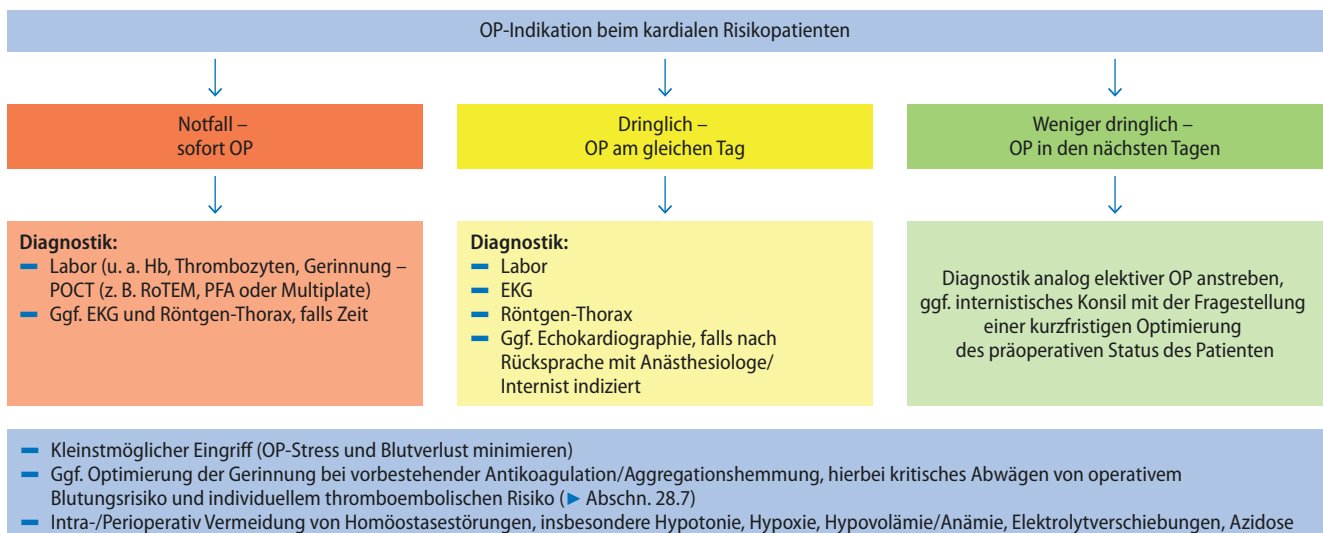 OP-Indikation beim kardialen Risikopatienten
Notfall –
sofort OP
Dringlich –
OP am gleichen Tag
Weniger dringlich –
OP in den nächsten Tagen
Diagnostik:
Labor (u. a. Hb, Thrombozyten, Gerinnung –
POCT (z. B. RoTEM, PFA oder Multiplate)
Ggf. EKG und Röntgen-Thorax, falls Zeit
Diagnostik:
Labor
EKG
Röntgen-Thorax
Ggf. Echokardiographie, falls nach
Rücksprache mit Anästhesiologe/
Internist indiziert
Diagnostik analog elektiver OP anstreben,
ggf. internistisches Konsil mit der Fragestellung
einer kurzfristigen Optimierung
des präoperativen Status des Patienten
Kleinstmöglicher Eingriff (OP-Stress und Blutverlust minimieren)
Ggf. Optimierung der Gerinnung bei vorbestehender Antikoagulation/Aggregationshemmung, hierbei kritisches Abwägen von operativem
Blutungsrisiko und individuellem thromboembolischen Risiko (► Abschn. 28.7)
Intra-/Perioperativ Vermeidung von Homöostasestörungen, insbesondere Hypotonie, Hypoxie, Hypovolämie/Anämie, Elektrolytverschiebungen, Azidose